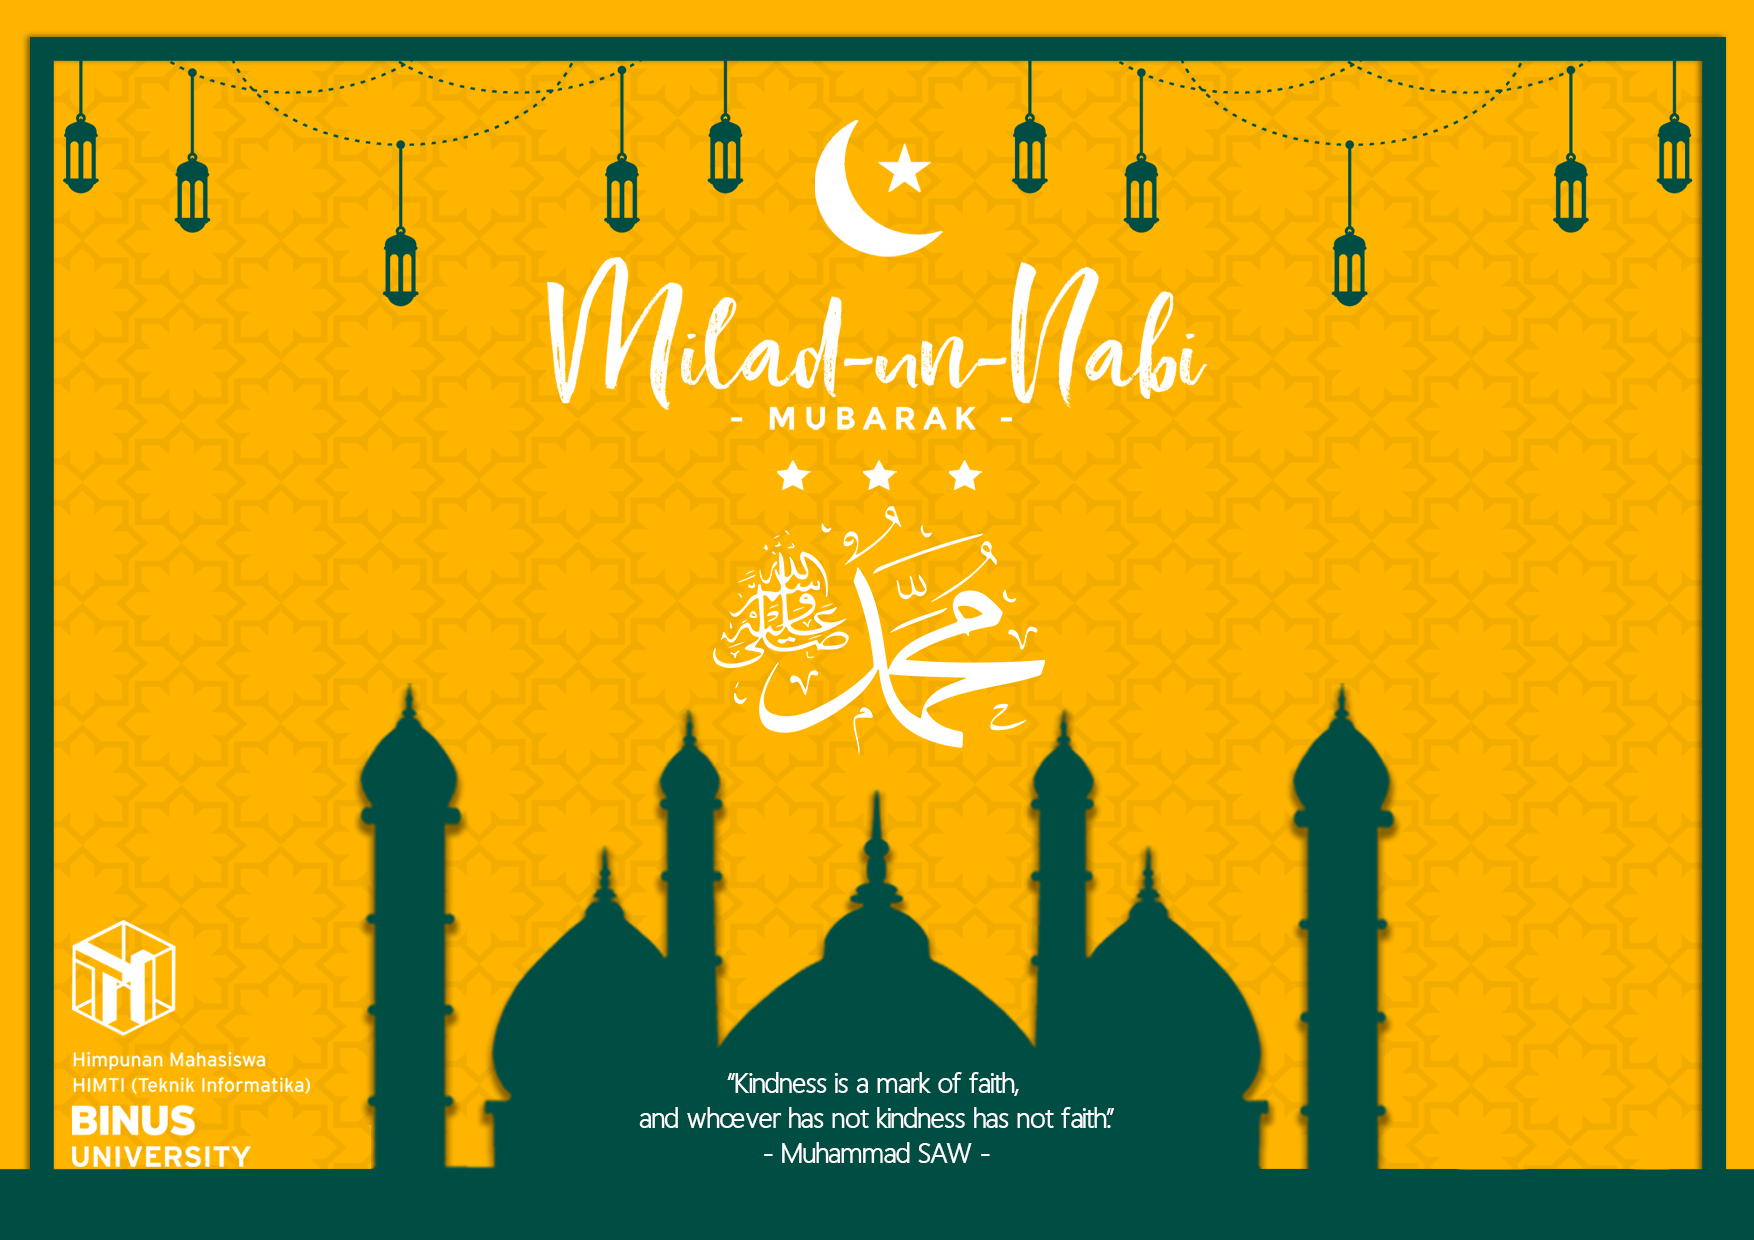 Milad-un-Nabi
- MUBARAK -
محمد
صلى الله عليه وسلم
"Kindness is a mark of faith,
and whoever has not kindness has not faith."
- Muhammad SAW -
Himpunan Mahasiswa
HIMTI (Teknik Informatika)
BINUS
UNIVERSITY